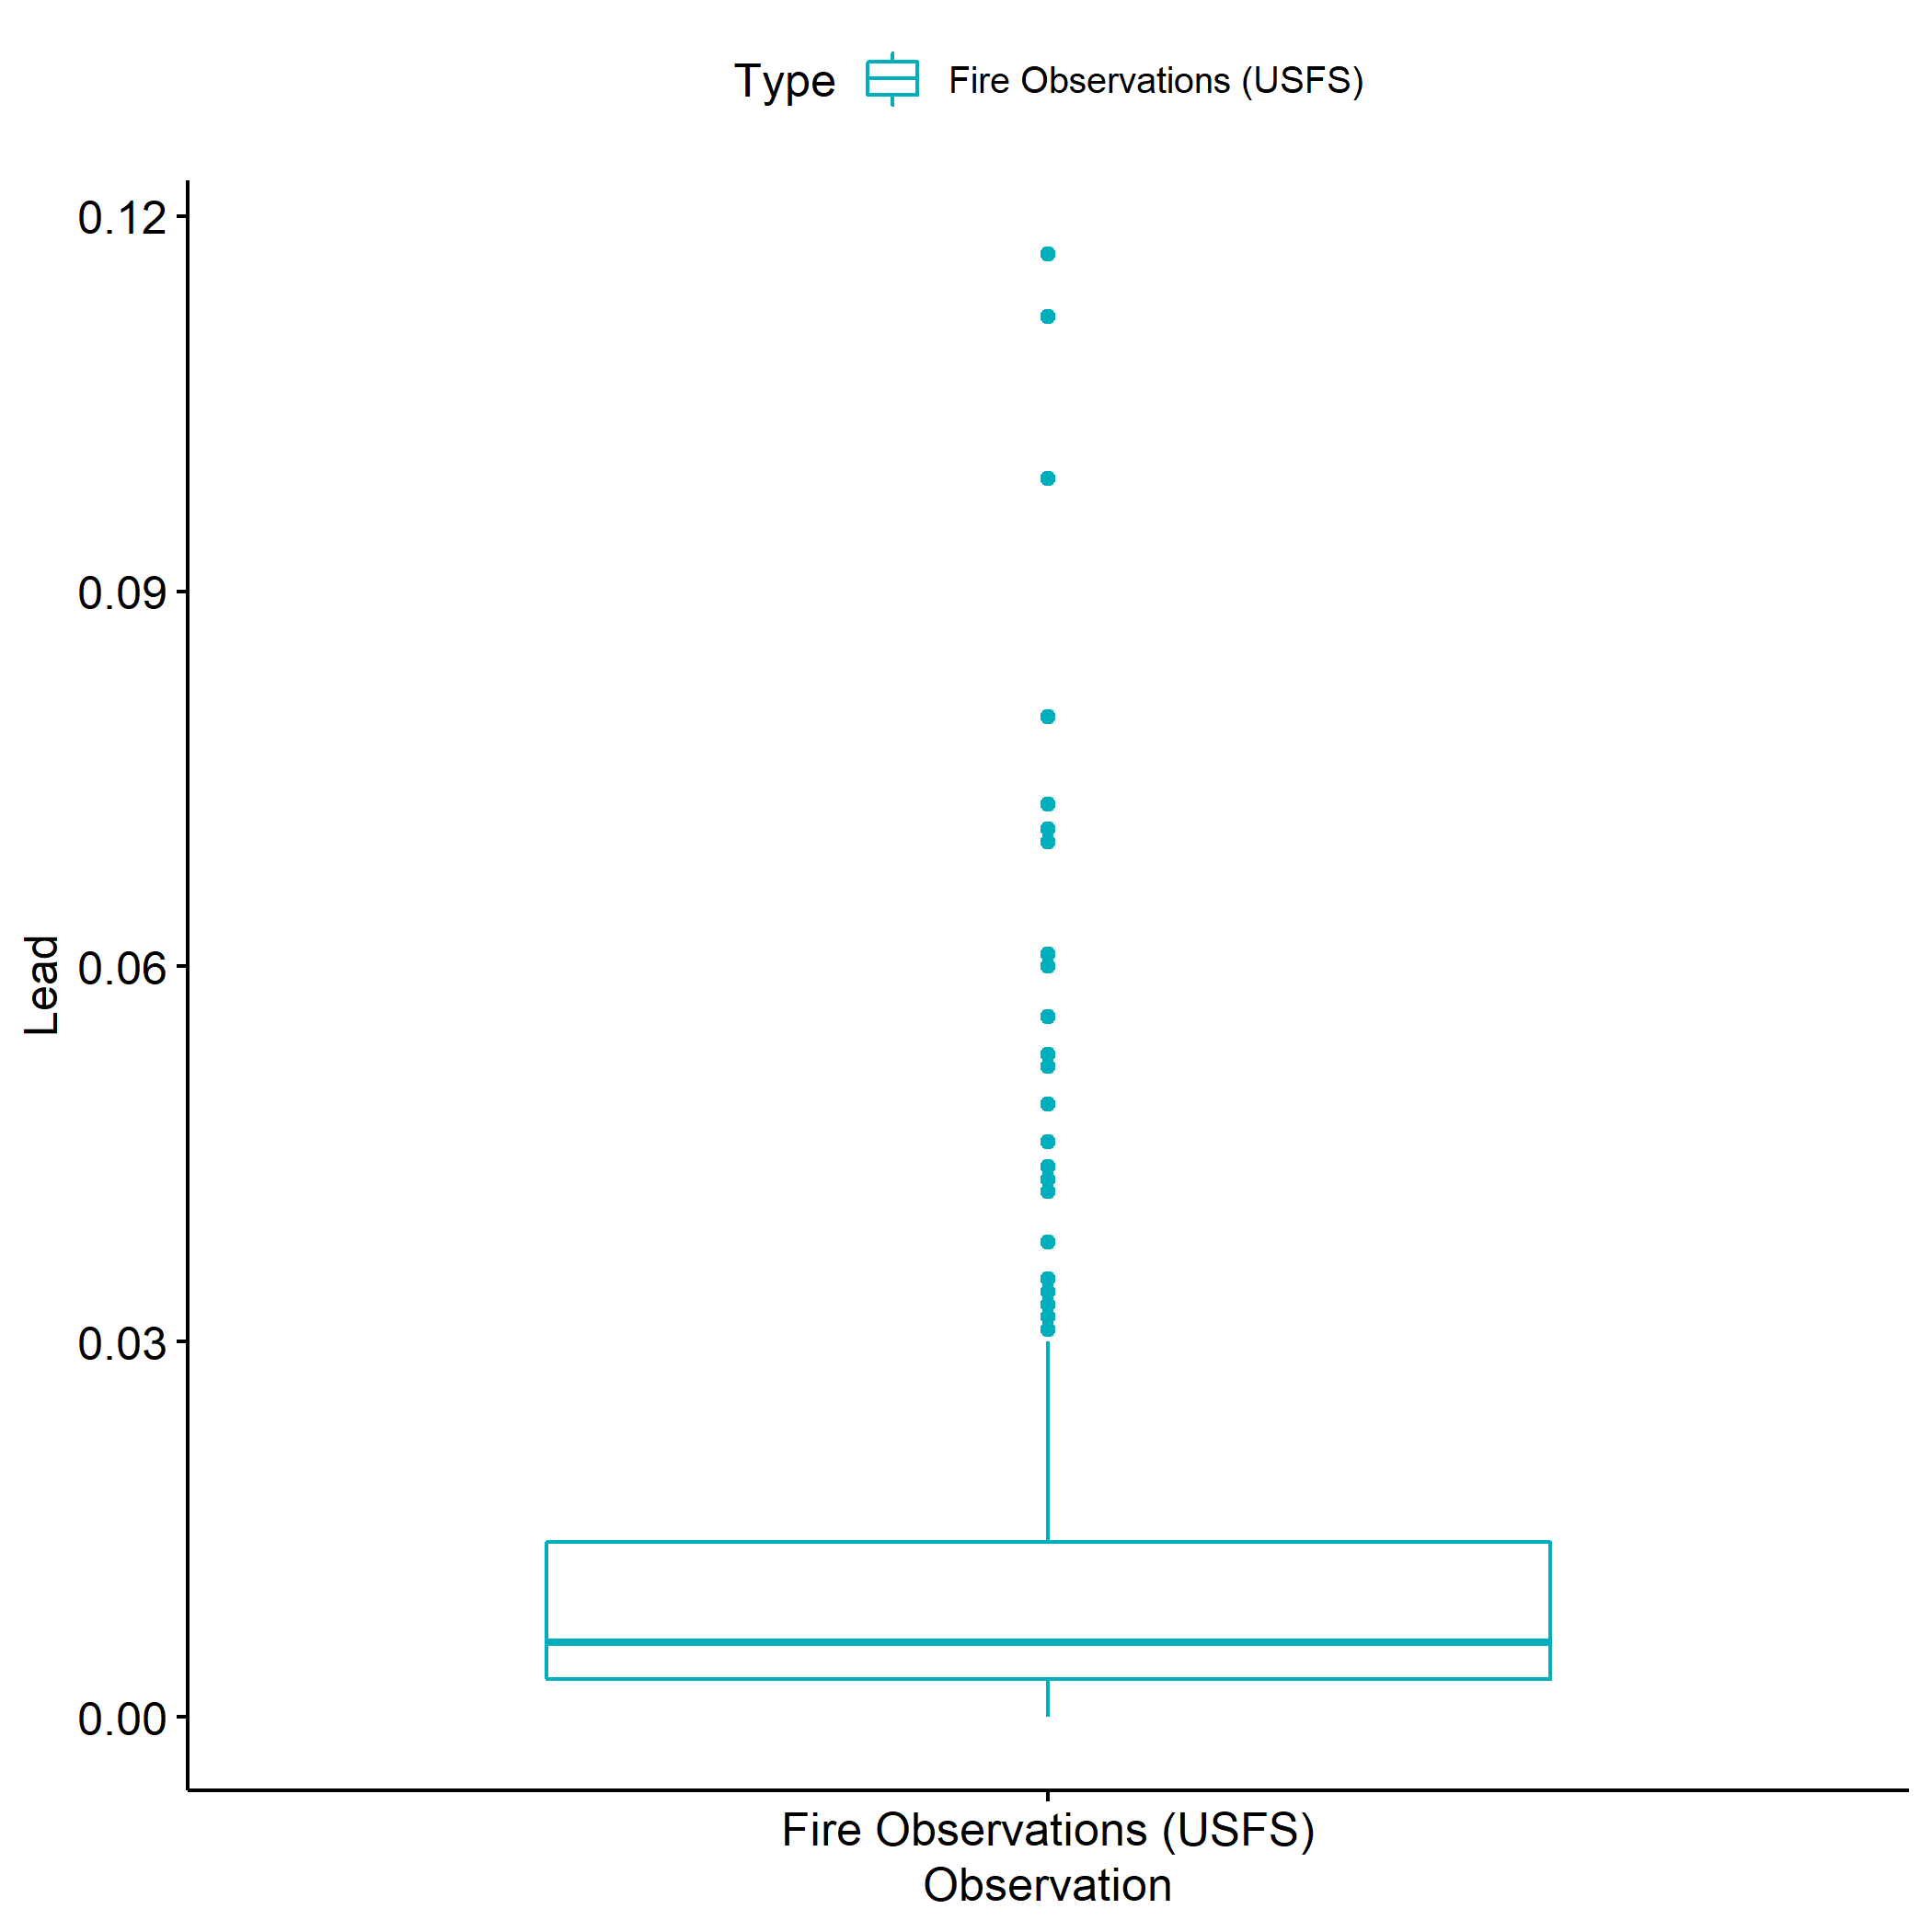 Type Fire Observations (USFS)
0.12
0.09
0.06
0.03
0.00
Lead
Fire Observations (USFS)
Observation